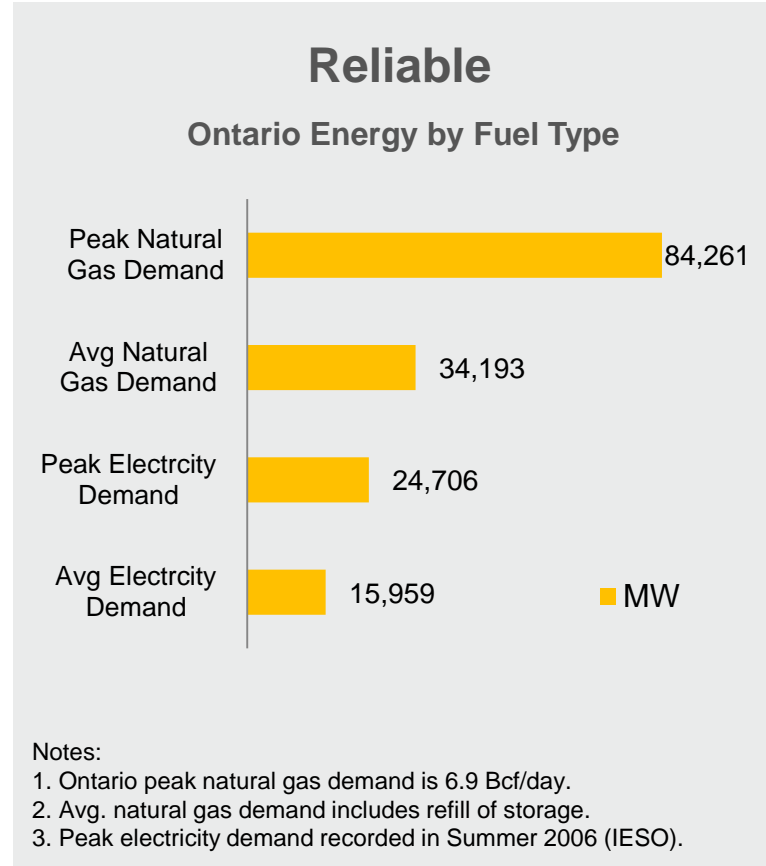 Reliable
Ontario Energy by Fuel Type
Peak Natural
Gas Demand
84,261
Avg Natural
Gas Demand
34,193
Peak Electrcity
Demand
24,706
Avg Electrcity
Demand
15,959
MW
Notes:
1. Ontario peak natural gas demand is 6.9 Bcf/day.
2. Avg. natural gas demand includes refill of storage.
3. Peak electricity demand recorded in Summer 2006 (IESO).